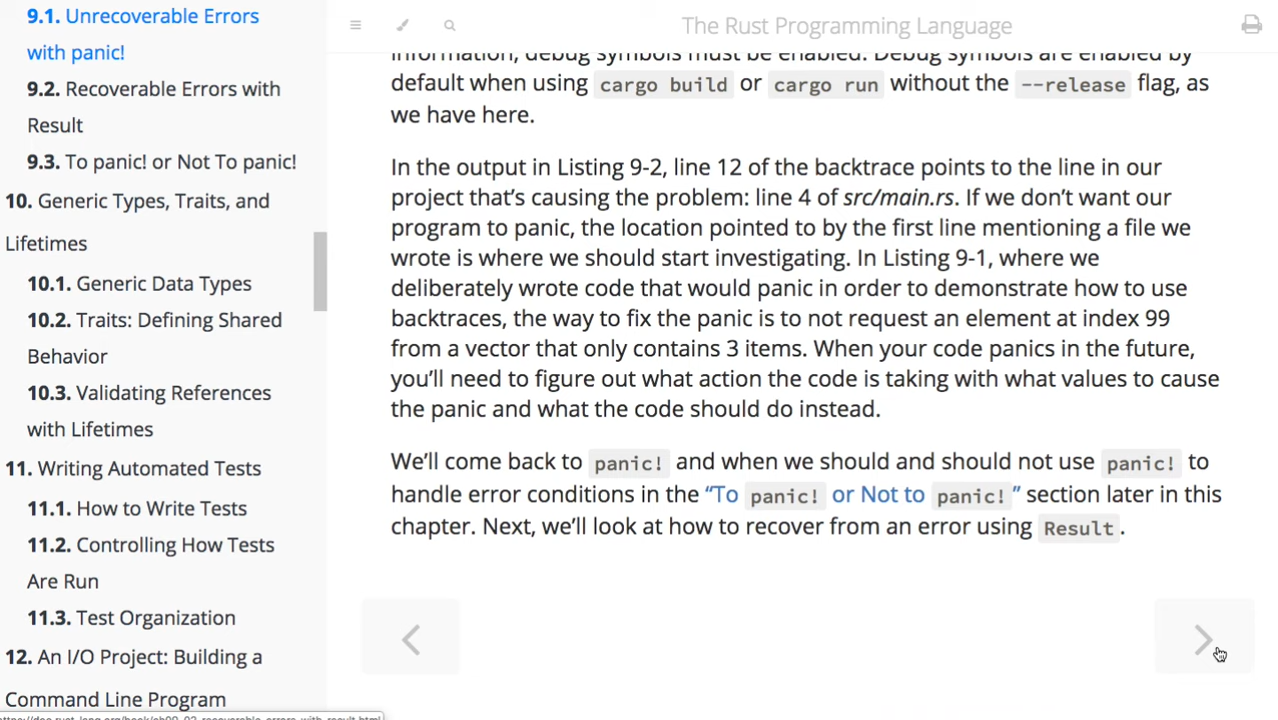 9.1. Unrecoverable Errors
with panic!
9.2. Recoverable Errors with
Result
9.3. To panic! or Not To panic!
10. Generic Types, Traits, and
Lifetimes
10.1. Generic Data Types
10.2. Traits: Defining Shared
Behavior
10.3. Validating References
with Lifetimes
11. Writing Automated Tests
11.1. How to Write Tests
11.2. Controlling How Tests
Are Run
11.3. Test Organization
12. An I/O Project: Building a
Command Line Program
The Rust Programming Language
information, debug symbols must be enabled. Debug symbols are enabled by
default when using cargo build or cargo run without the --release flag, as
we have here.
In the output in Listing 9-2, line 12 of the backtrace points to the line in our
project that's causing the problem: line 4 of src/main.rs. If we don't want our
program to panic, the location pointed to by the first line mentioning a file we
wrote is where we should start investigating. In Listing 9-1, where we
deliberately wrote code that would panic in order to demonstrate how to use
backtraces, the way to fix the panic is to not request an element at index 99
from a vector that only contains 3 items. When your code panics in the future,
you'll need to figure out what action the code is taking with what values to cause
the panic and what the code should do instead.
We'll come back to panic! and when we should and should not use panic! to
handle error conditions in the "To panic! or Not to panic!" section later in this
chapter. Next, we'll look at how to recover from an error using Result.